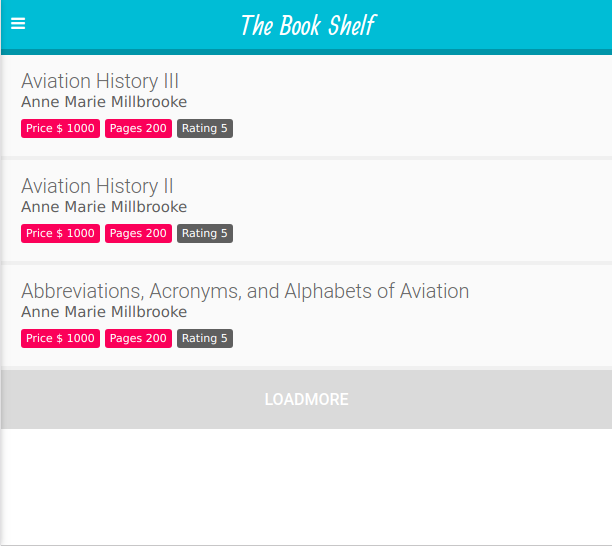 The Book Shelf
Aviation History III
Anne Marie Millbrooke
Price $ 1000 Pages 200 Rating 5
Aviation History II
Anne Marie Millbrooke
Price $ 1000 Pages 200 Rating 5
Abbreviations, Acronyms, and Alphabets of Aviation
Anne Marie Millbrooke
Price $ 1000 Pages 200 Rating 5
LOADMORE